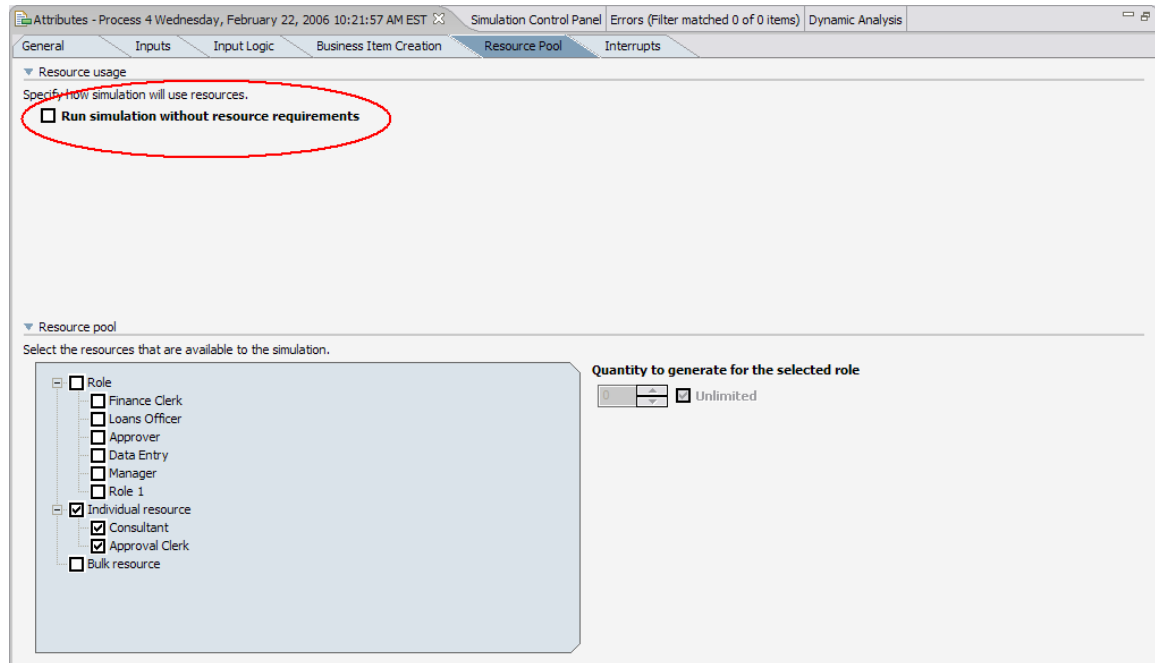 Attributes - Process 4 Wednesday, February 22, 2006 10:21:57 AM EST Simulation Control Panel Errors (Filter matched 0 of 0 items) Dynamic Analysis
General Inputs Input Logic Business Item Creation Resource Pool Interrupts
Resource usage
Specify how simulation will use resources.
Run simulation without resource requirements
Resource pool
Select the resources that are available to the simulation.
Role
Finance Clerk
Loans Officer
Approver
Data Entry
Manager
Role 1
Individual resource
Consultant
Approval Clerk
Bulk resource
Quantity to generate for the selected role
0 Unlimited